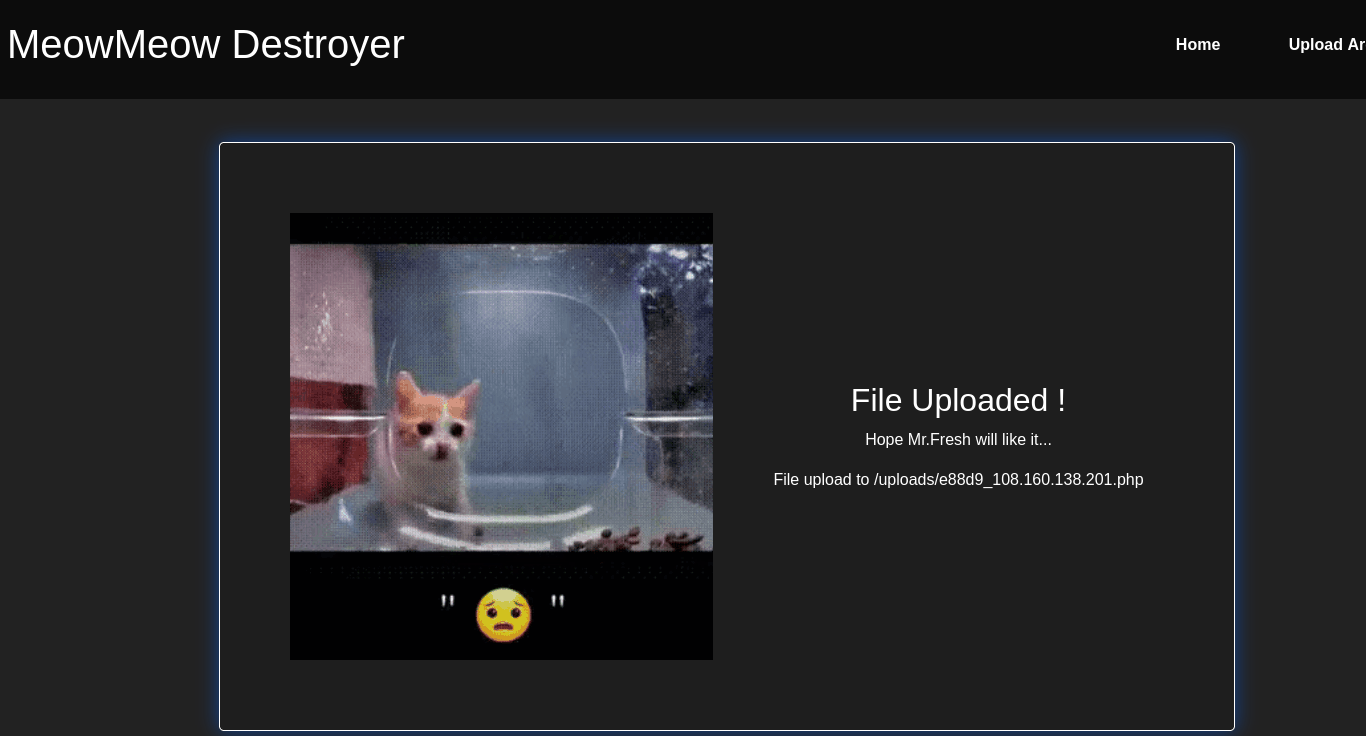 MeowMeow Destroyer
Home
Upload Ar
" 😟 "
File Uploaded !
Hope Mr.Fresh will like it...
File upload to /uploads/e88d9_108.160.138.201.php